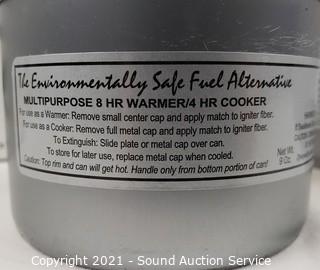 The Environmentally Safe Fuel Alternative
MULTIPURPOSE 8 HR WARMER/4 HR COOKER
For use as a Warmer: Remove small center cap and apply match to igniter fiber.
For use as a Cooker: Remove full metal cap and apply match to igniter fiber.
To Extinguish: Slide plate or metal cap over can.
To store for later use, replace metal cap when cooled.
Caution: Top rim and can will get hot. Handle only from bottom portion of can!
Net W
9 Oz.
Copyright 2021 - Sound Auction Service